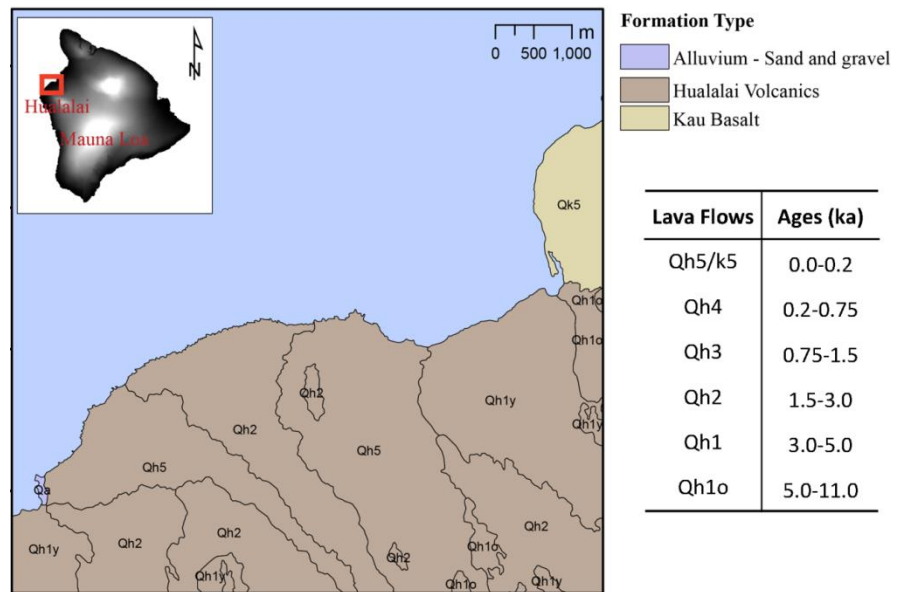 Hualalai
Mauna Loa
N
m
0 500 1,000
Formation Type
Alluvium - Sand and gravel
Hualalai Volcanics
Kau Basalt
Lava Flows Ages (ka)
Qh5/k5 0.0-0.2
Qh4 0.2-0.75
Qh3 0.75-1.5
Qh2 1.5-3.0
Qh1 3.0-5.0
Qh1o 5.0-11.0
Qk5
Qh1o
Qh1o
Qh2
Qh1y
Qh1y
Qh2
Qh5
Qh5
Qa
Qh2
Qh2
Qh1y
Qh2
Qh1o
Qh2
Qh1y
Qh1o
Qh1y